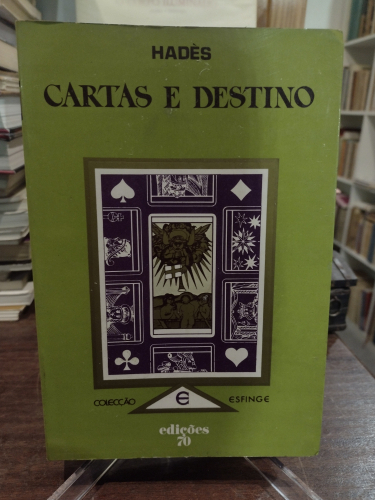 HADÈS
CARTAS E DESTINO
COLECÇÃO E ESFINGE
edições
70